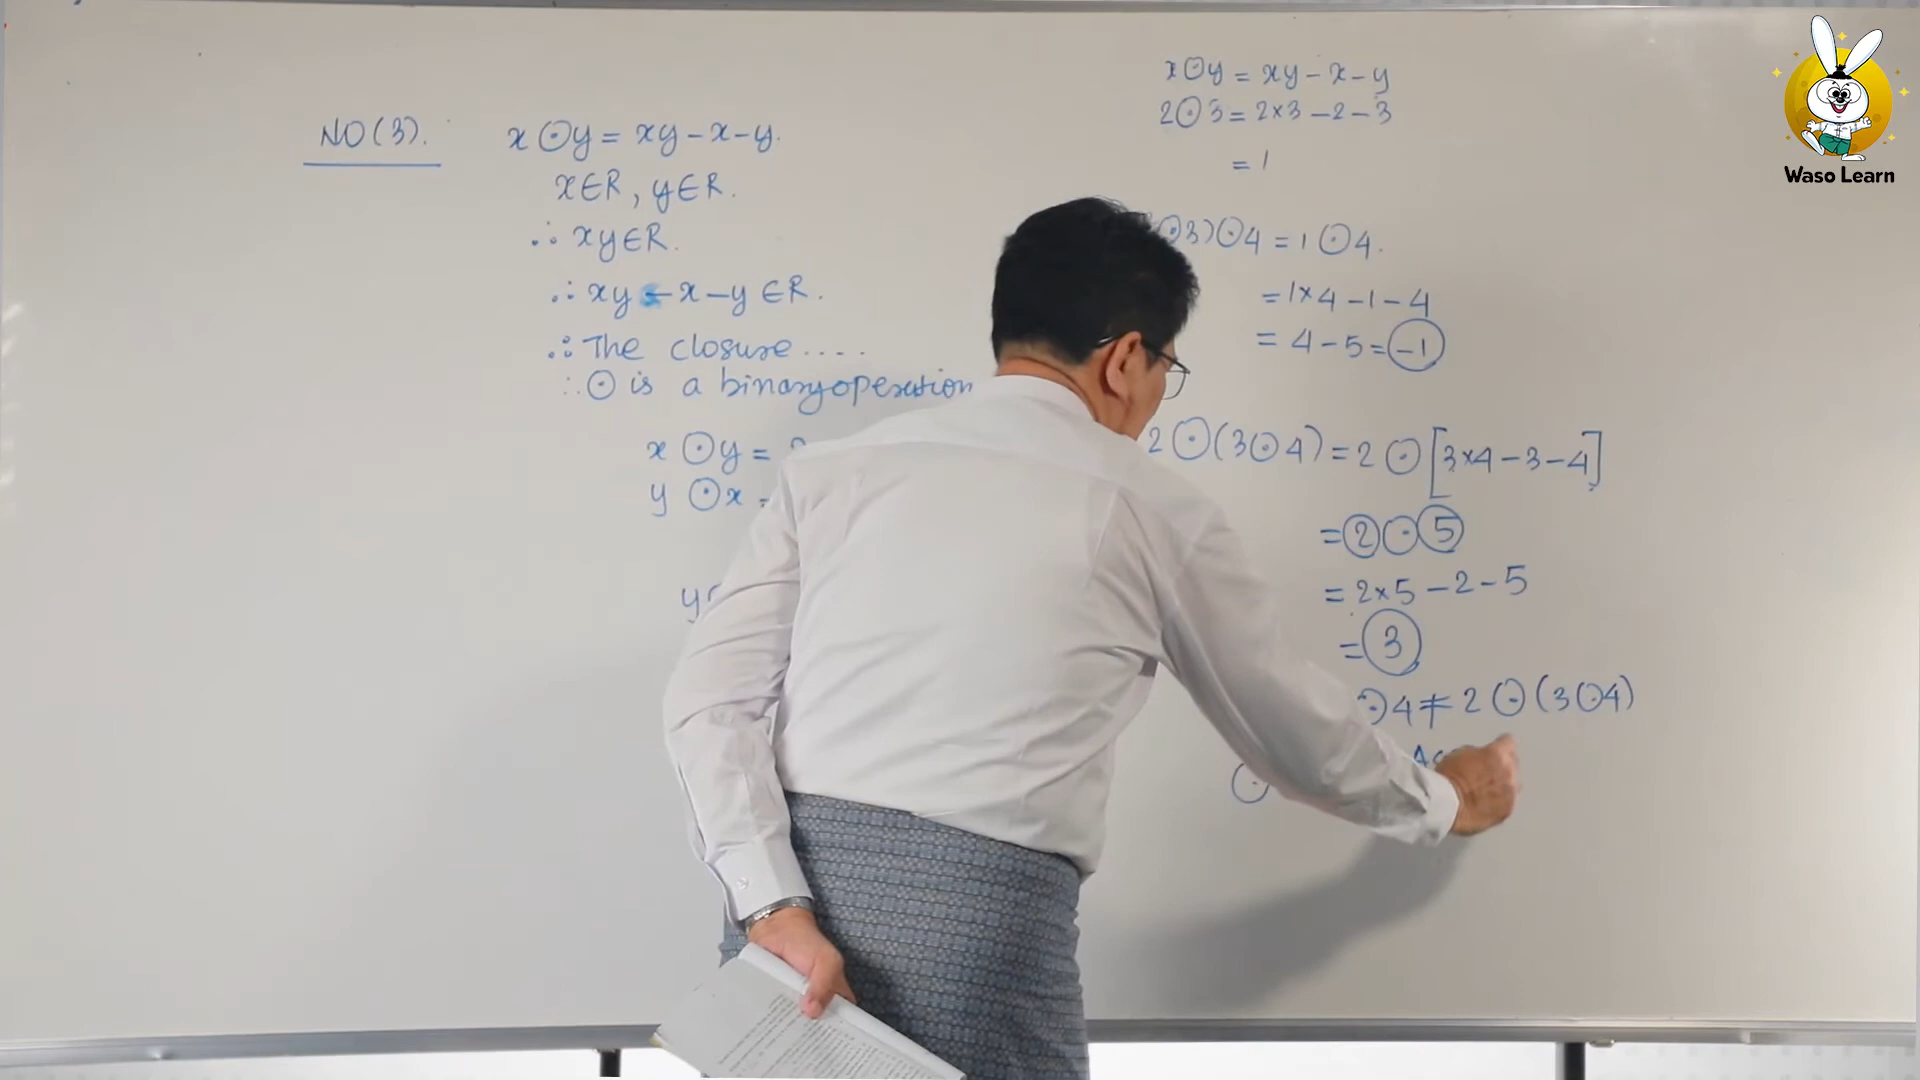 NO(3). x⊙y = xy - x - y.
x∈R, y∈R.
∴ xy∈R.
∴ xy - x - y ∈R.
∴ The closure ....
∴ ⊙ is a binary operation
x ⊙ y =
y ⊙ x =
y
x⊙y = xy - x - y
2⊙3 = 2×3 - 2 - 3
= 1
⊙3)⊙4 = 1⊙4.
= 1×4 - 1 - 4
= 4 - 5 = -1
2⊙(3⊙4) = 2⊙[3×4 - 3 - 4]
= 2⊙5
= 2×5 - 2 - 5
= 3
⊙4 ≠ 2⊙(3⊙4)
⊙
Waso Learn